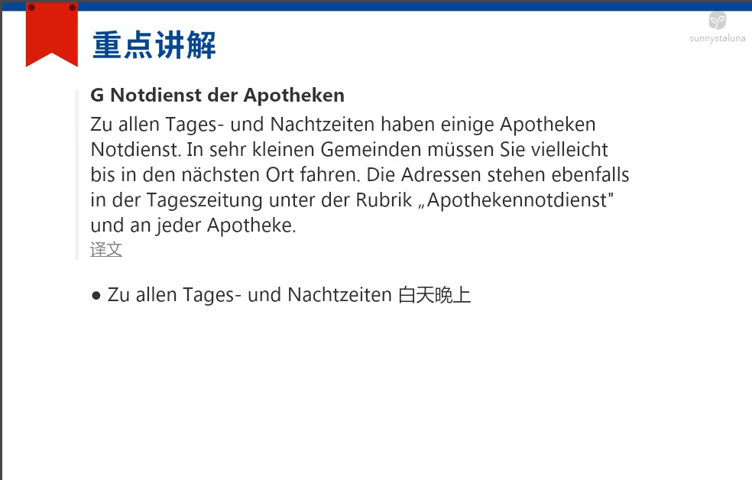 sunnystaluna
重点讲解
G Notdienst der Apotheken
Zu allen Tages- und Nachtzeiten haben einige Apotheken
Notdienst. In sehr kleinen Gemeinden müssen Sie vielleicht
bis in den nächsten Ort fahren. Die Adressen stehen ebenfalls
in der Tageszeitung unter der Rubrik „Apothekennotdienst"
und an jeder Apotheke.
译文
● Zu allen Tages- und Nachtzeiten 白天晚上